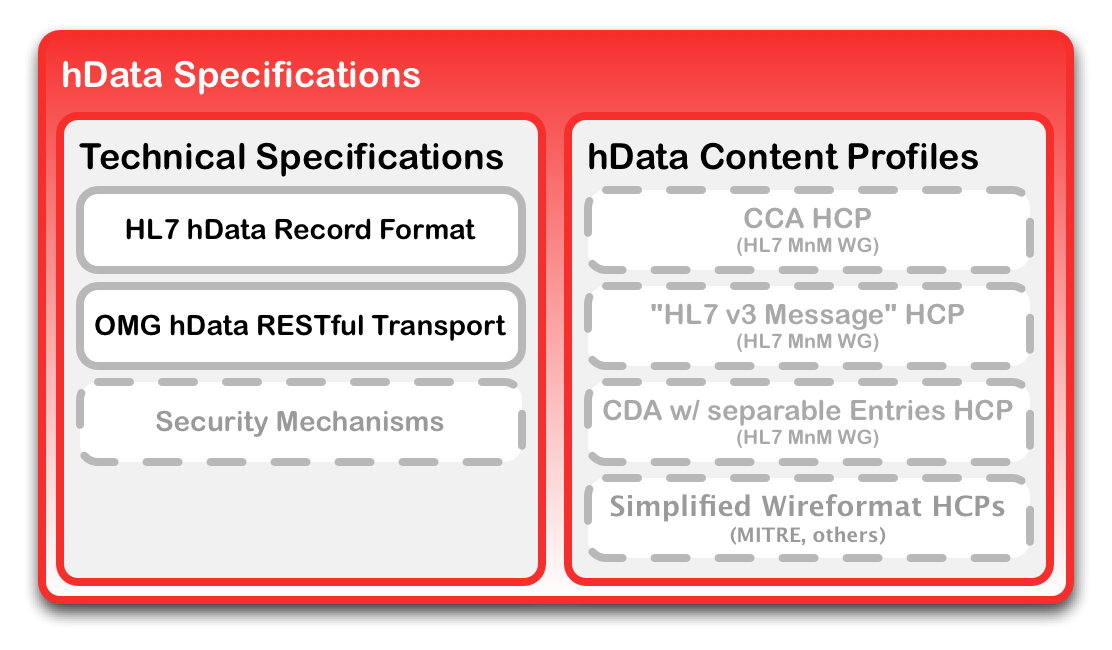 hData Specifications
Technical Specifications
HL7 hData Record Format
OMG hData RESTful Transport
Security Mechanisms
hData Content Profiles
CCA HCP
(HL7 MnM WG)
"HL7 v3 Message" HCP
(HL7 MnM WG)
CDA w/ separable Entries HCP
(HL7 MnM WG)
Simplified Wireformat HCPs
(MITRE, others)